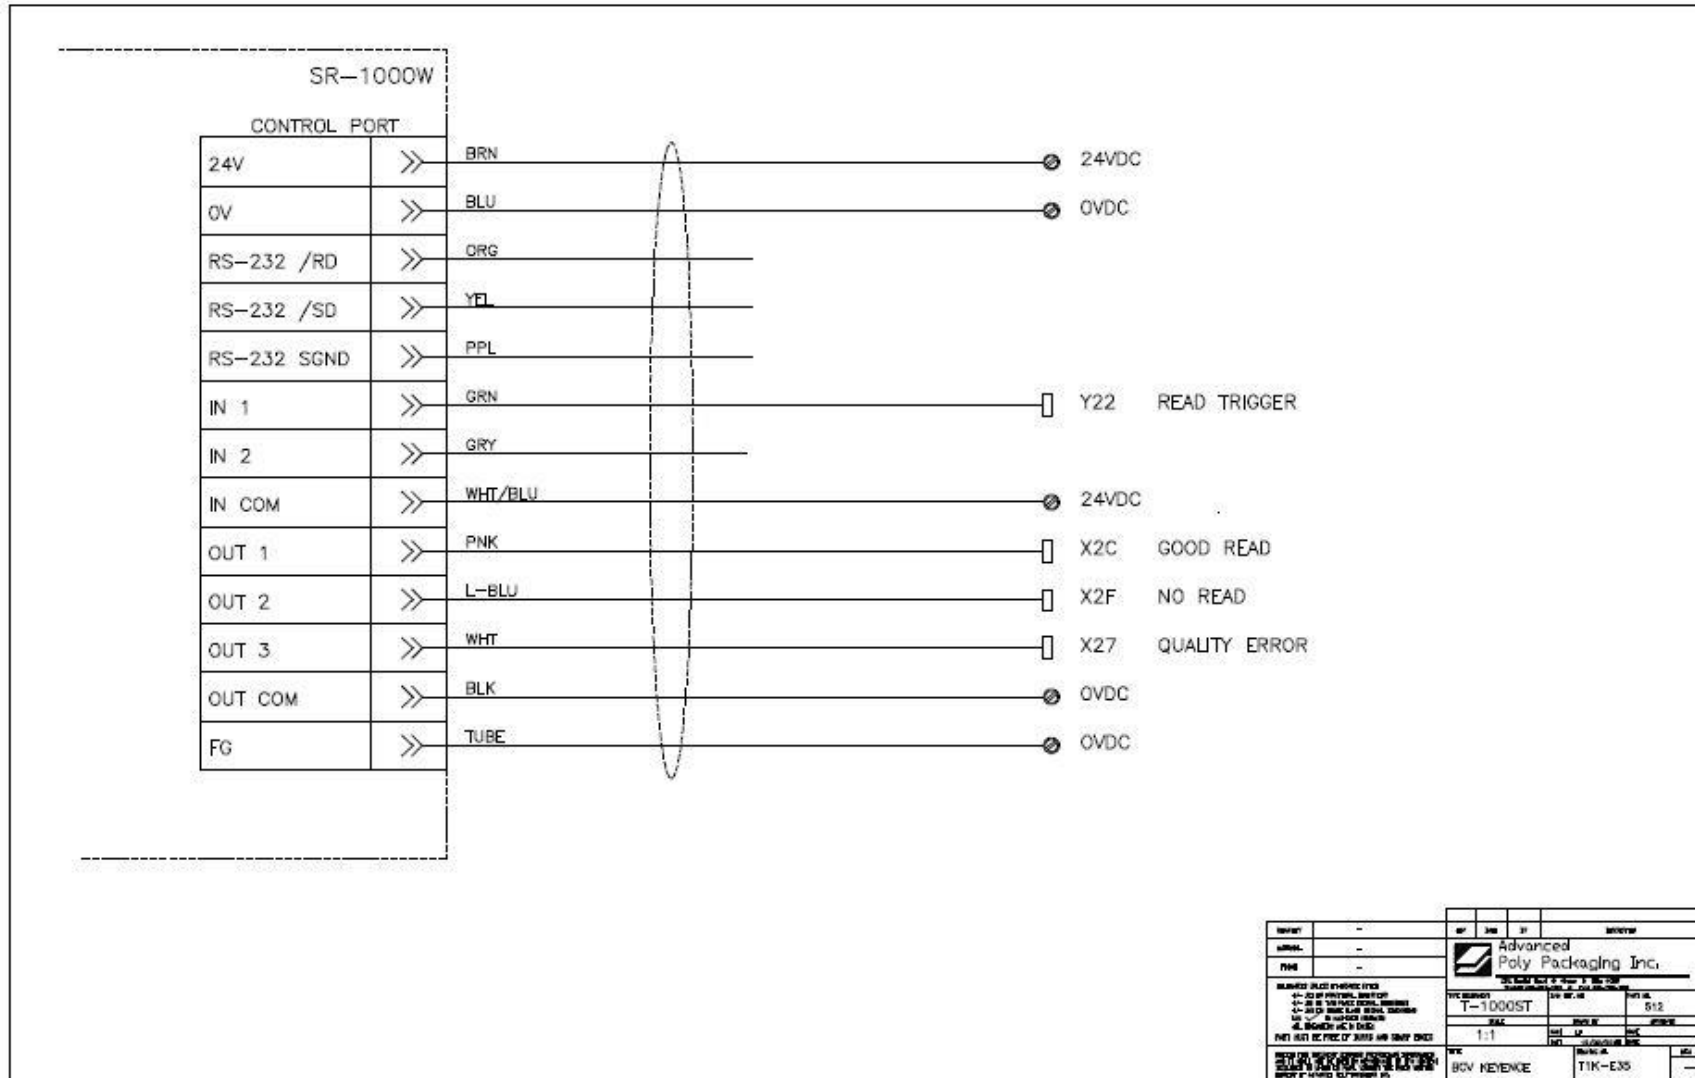 SR-1000W
CONTROL PORT
24V BRN 24VDC
0V BLU 0VDC
RS-232 /RD ORG
RS-232 /SD YEL
RS-232 SGND PPL
IN 1 GRN Y22 READ TRIGGER
IN 2 GRY
IN COM WHT/BLU 24VDC
OUT 1 PNK X2C GOOD READ
OUT 2 L-BLU X2F NO READ
OUT 3 WHT X27 QUALITY ERROR
OUT COM BLK 0VDC
FG TUBE 0VDC
Advanced
Poly Packaging Inc.
T-1000ST 512
1:1
BCV KEYENCE T1K-E35